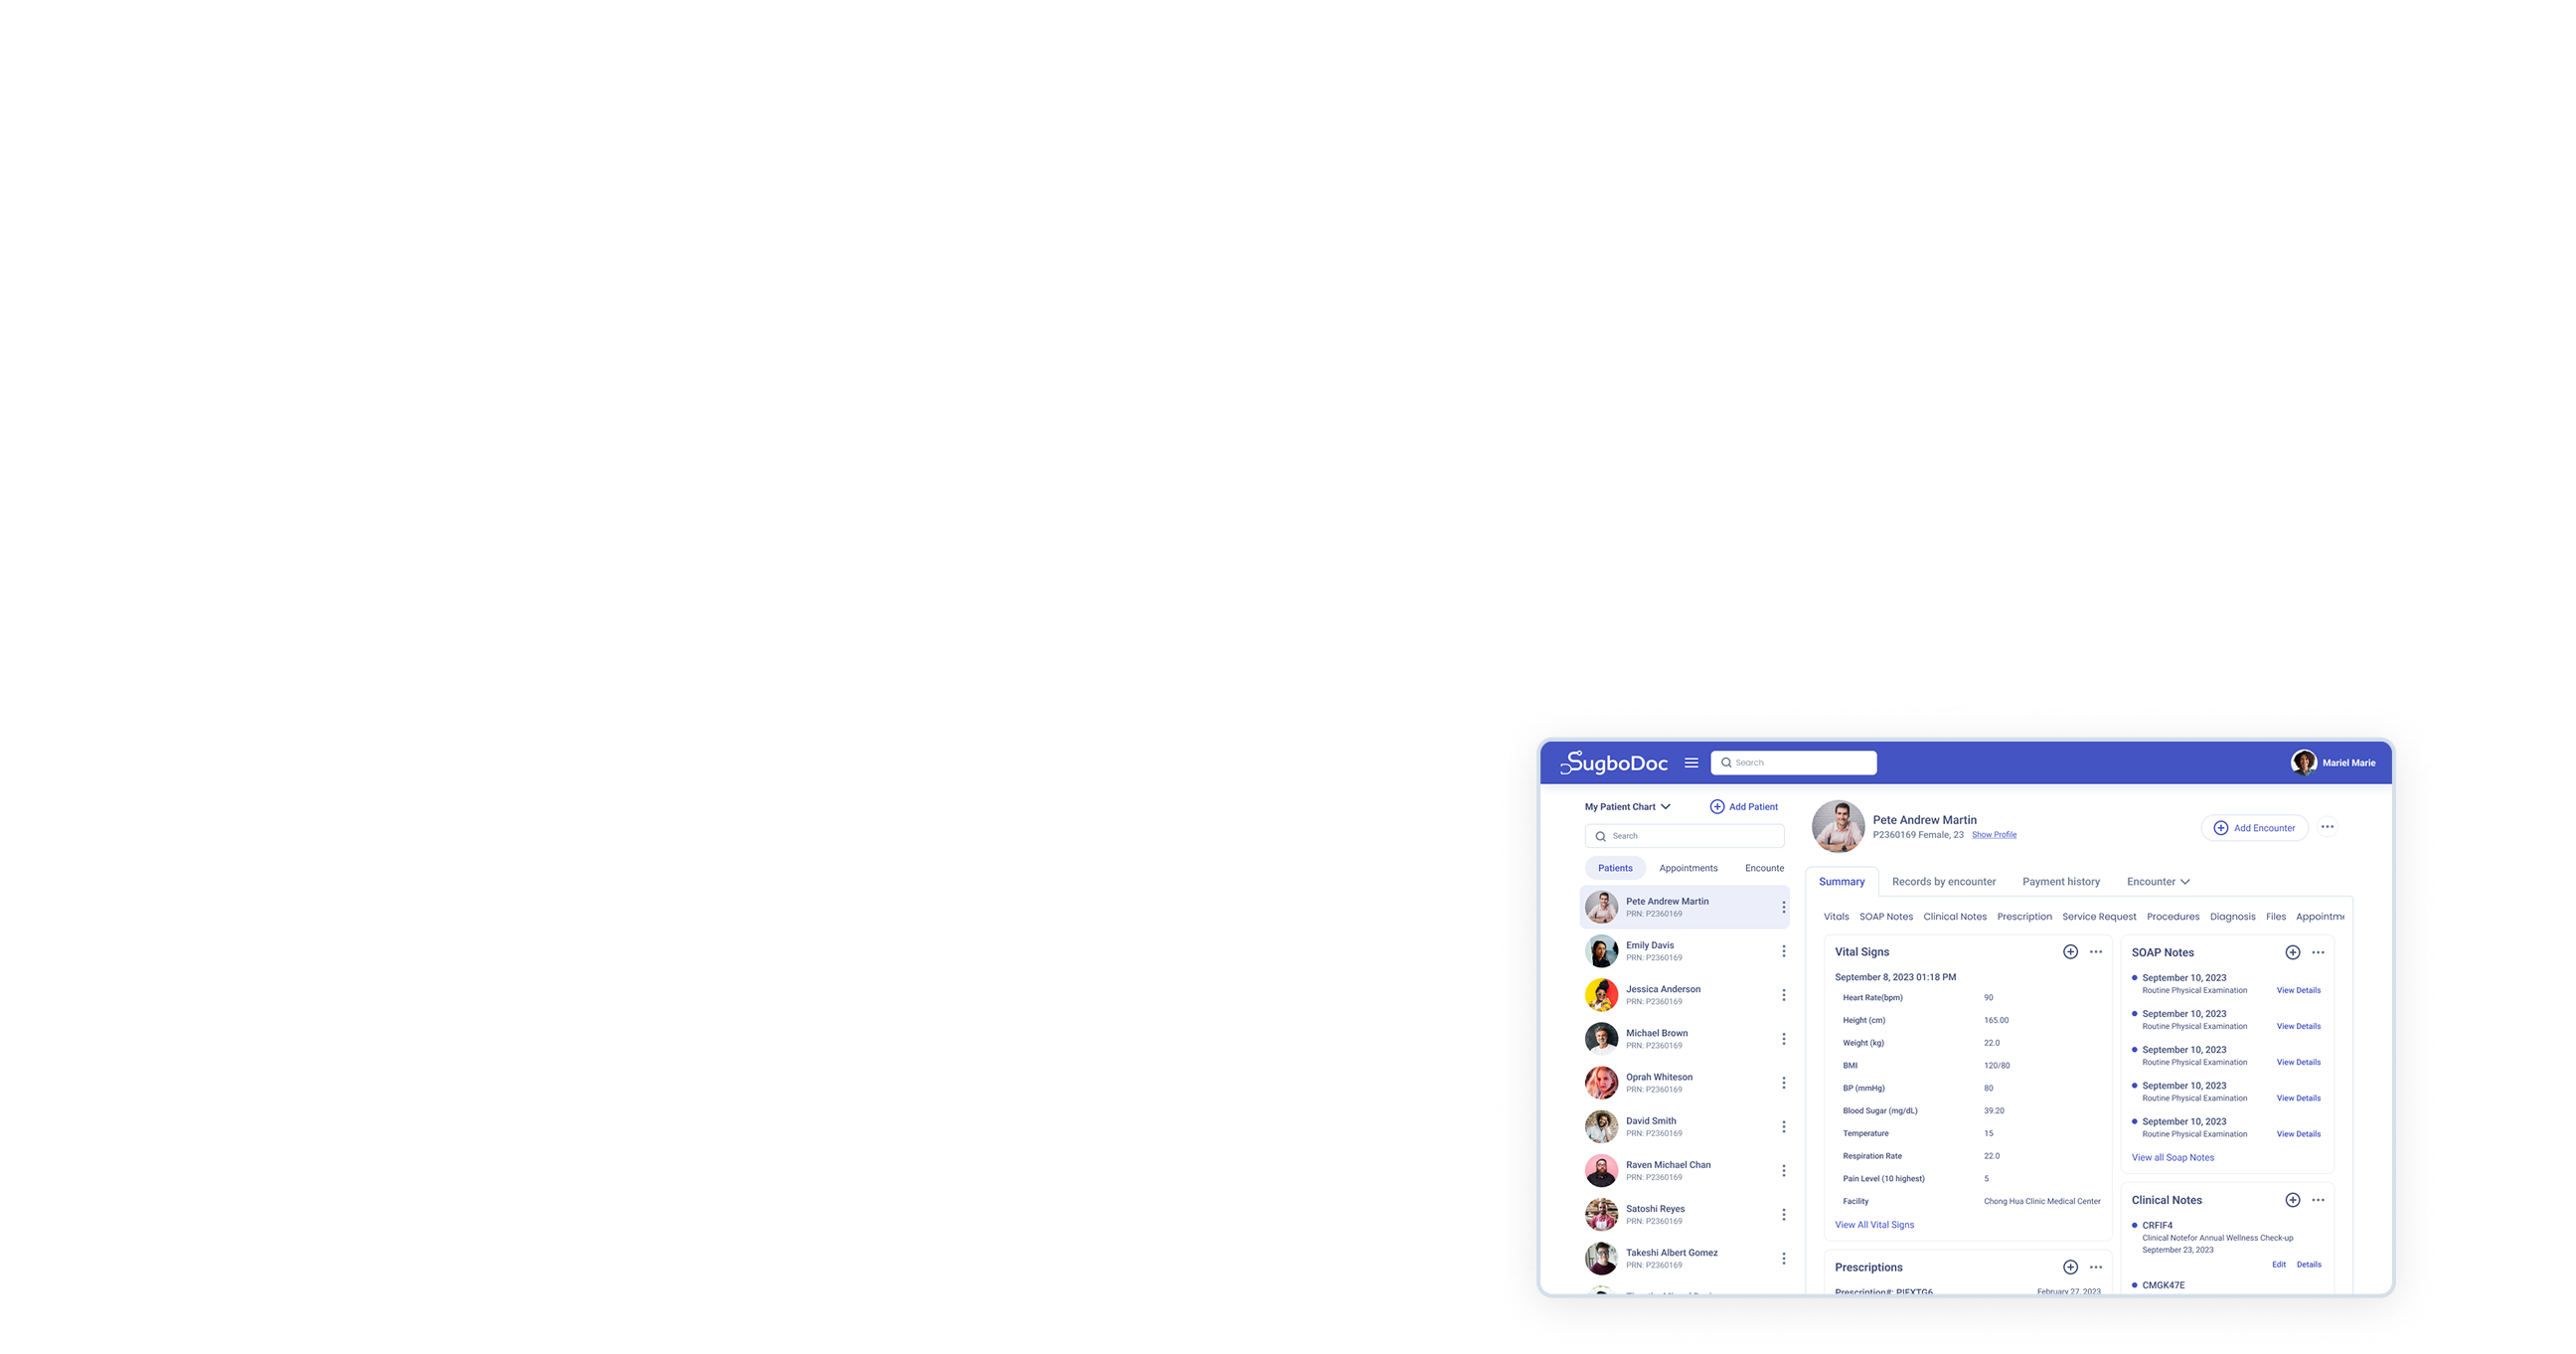 SugboDoc
Search
Mariel Marie
My Patient Chart
Add Patient
Search
Patients
Appointments
Encounte
Pete Andrew Martin
PRN: P2360169
Emily Davis
PRN: P2360169
Jessica Anderson
PRN: P2360169
Michael Brown
PRN: P2360169
Oprah Whiteson
PRN: P2360169
David Smith
PRN: P2360169
Raven Michael Chan
PRN: P2360169
Satoshi Reyes
PRN: P2360169
Takeshi Albert Gomez
PRN: P2360169
Pete Andrew Martin
P2360169 Female, 23 Show Profile
Add Encounter
Summary
Records by encounter
Payment history
Encounter
Vitals SOAP Notes Clinical Notes Prescription Service Request Procedures Diagnosis Files Appointme
Vital Signs
September 8, 2023 01:18 PM
Heart Rate(bpm) 90
Height (cm) 165.00
Weight (kg) 22.0
BMI 120/80
BP (mmHg) 80
Blood Sugar (mg/dL) 39.20
Temperature 15
Respiration Rate 22.0
Pain Level (10 highest) 5
Facility Chong Hua Clinic Medical Center
View All Vital Signs
Prescriptions
Prescription#: PIFXTG6 February 27, 2023
SOAP Notes
September 10, 2023
Routine Physical Examination View Details
September 10, 2023
Routine Physical Examination View Details
September 10, 2023
Routine Physical Examination View Details
September 10, 2023
Routine Physical Examination View Details
September 10, 2023
Routine Physical Examination View Details
View all Soap Notes
Clinical Notes
CRFIF4
Clinical Notefor Annual Wellness Check-up
September 23, 2023
Edit Details
CMGK47E